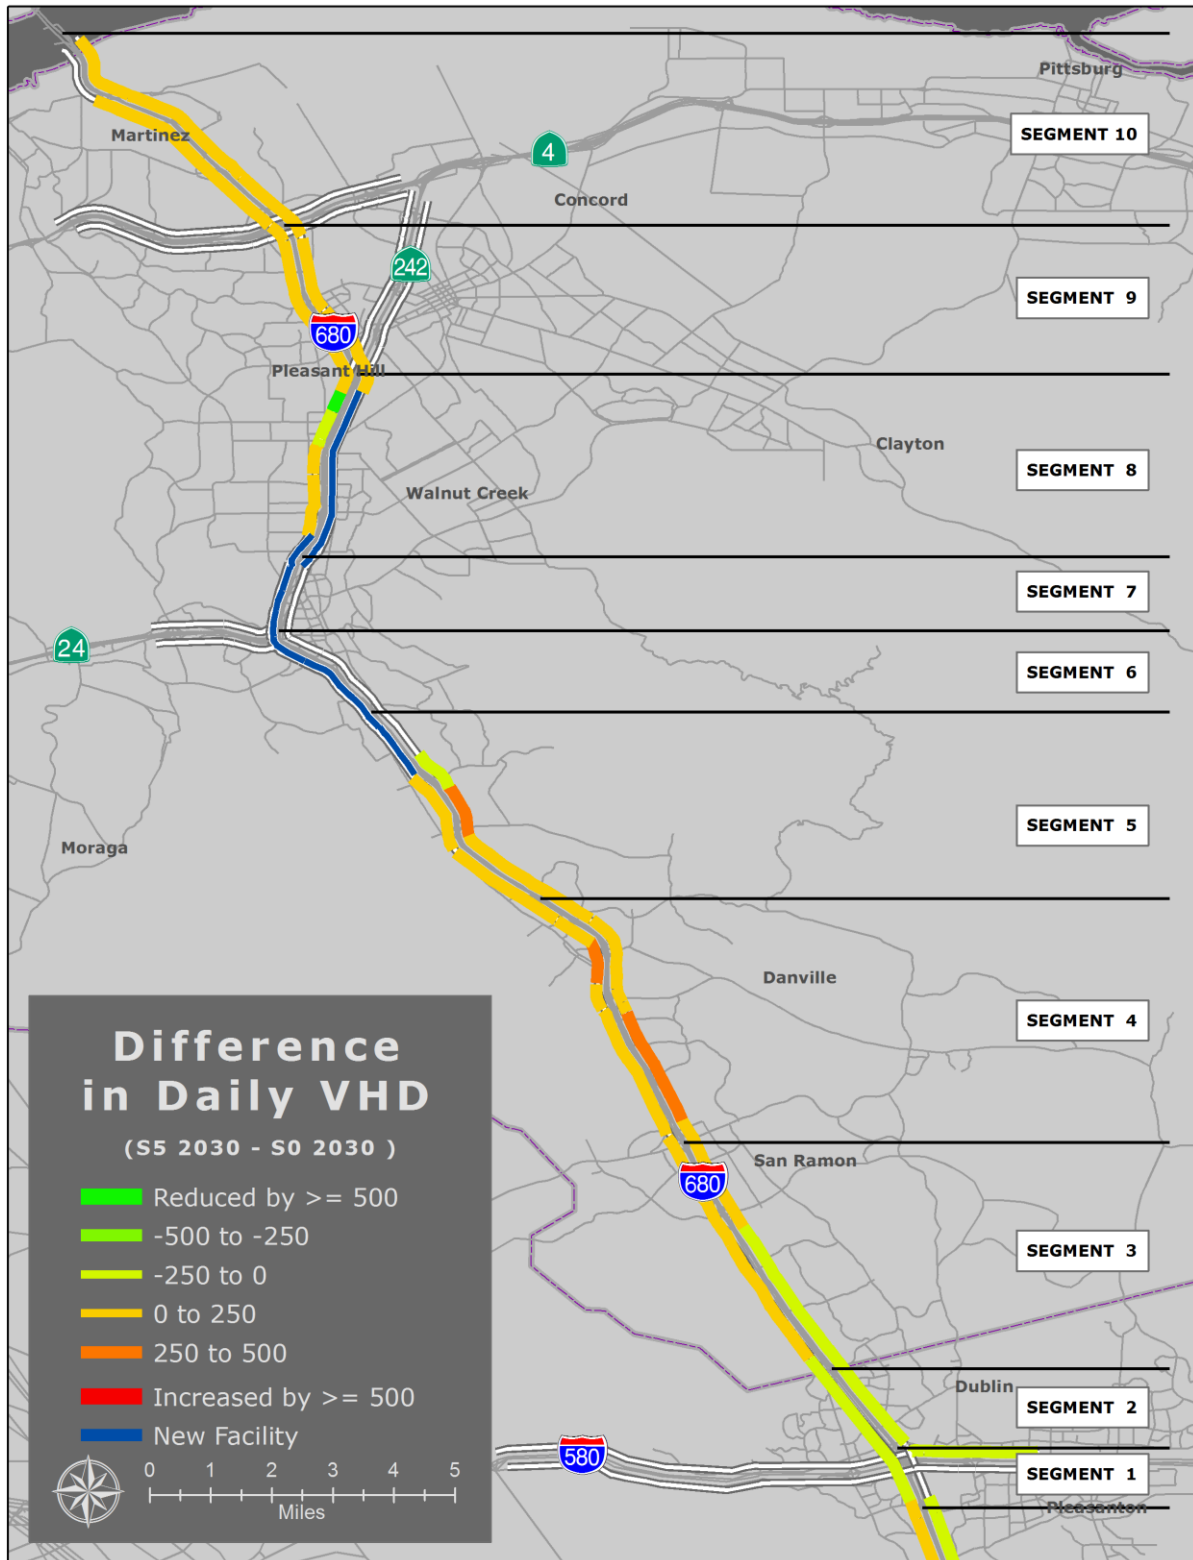 Pittsburg
Martinez
SEGMENT 10
4
Concord
242
SEGMENT 9
680
Pleasant Hill
Clayton
SEGMENT 8
Walnut Creek
SEGMENT 7
24
SEGMENT 6
SEGMENT 5
Moraga
Danville
SEGMENT 4
San Ramon
680
SEGMENT 3
Dublin
SEGMENT 2
580
SEGMENT 1
Pleasanton
Difference
in Daily VHD
(S5 2030 - S0 2030 )
Reduced by >= 500
-500 to -250
-250 to 0
0 to 250
250 to 500
Increased by >= 500
New Facility
0 1 2 3 4 5
Miles